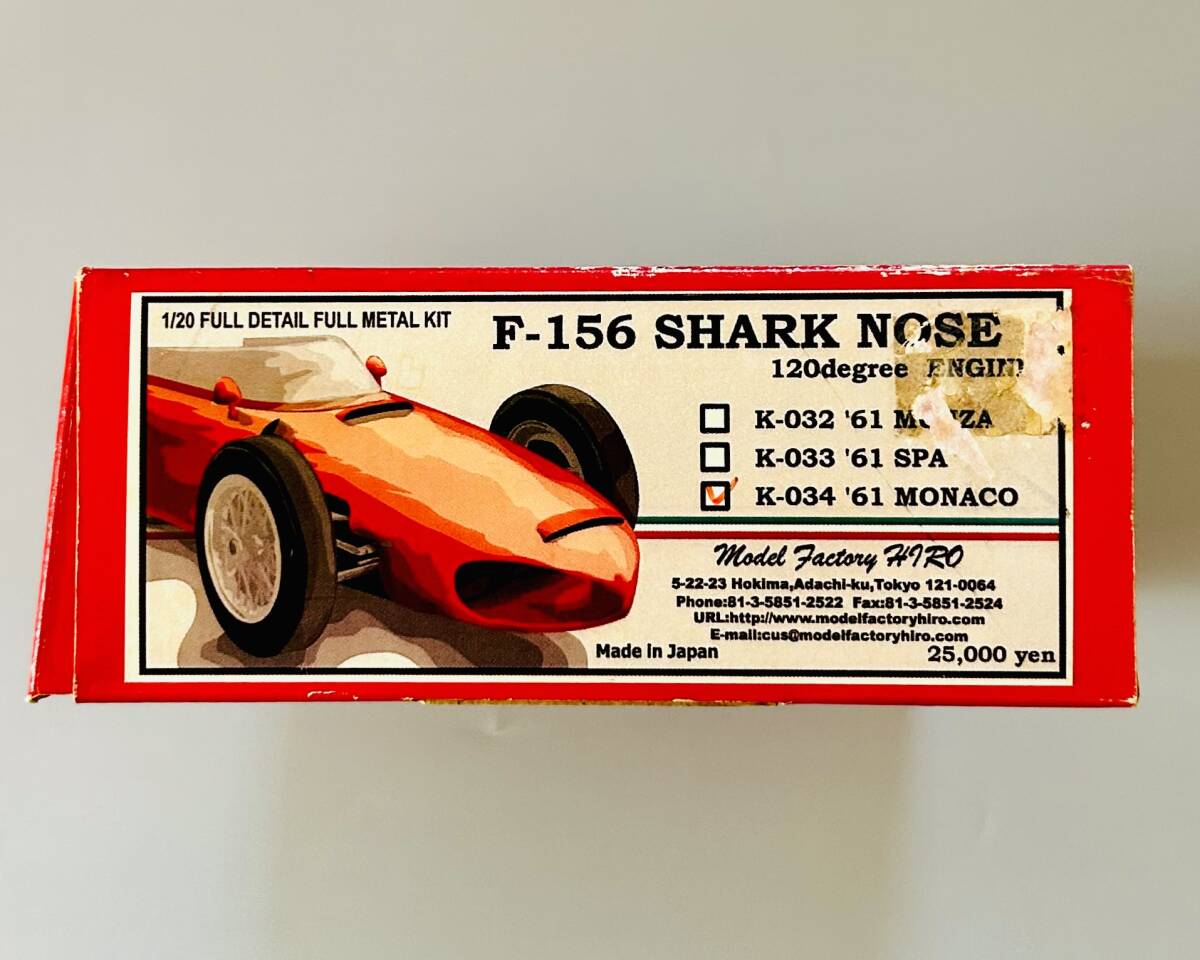 1/20 FULL DETAIL FULL METAL KIT
F-156 SHARK NOSE
120degree
K-032 '61
K-033 '61 SPA
K-034 '61 MONACO
Model Factory HIRO
5-22-23 Hokima,Adachi-ku,Tokyo 121-0064
Phone:81-3-5851-2522 Fax:81-3-5851-2524
URL:http://www.modelfactoryhiro.com
E-mail:cus@modelfactoryhiro.com
Made in Japan
25,000 yen